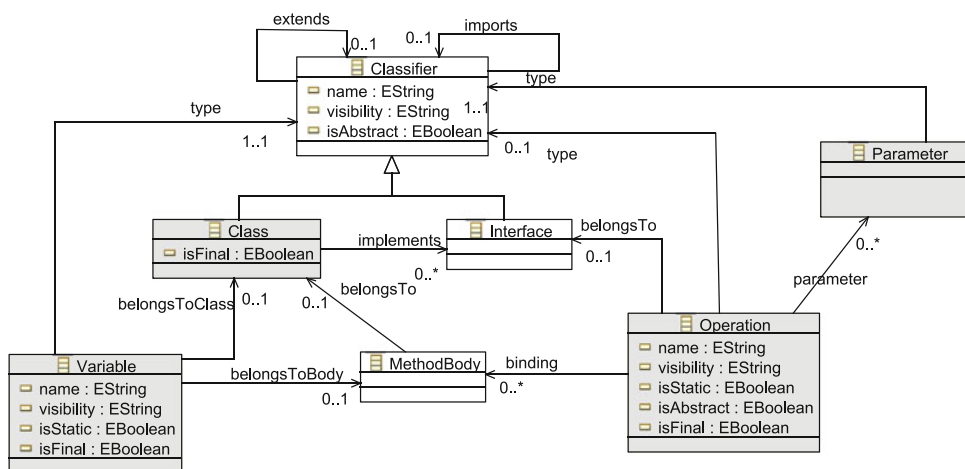 extends
imports
0..1
0..1
Classifier
name : EString
visibility : EString
isAbstract : EBoolean
type
1..1
type
1..1
0..1
type
Parameter
Class
isFinal : EBoolean
implements
0..*
Interface
belongsTo
0..1
0..*
parameter
belongsToClass
0..1
0..1
belongsTo
Operation
name : EString
visibility : EString
isStatic : EBoolean
isAbstract : EBoolean
isFinal : EBoolean
Variable
name : EString
visibility : EString
isStatic : EBoolean
isFinal : EBoolean
belongsToBody
0..1
MethodBody
binding
0..*